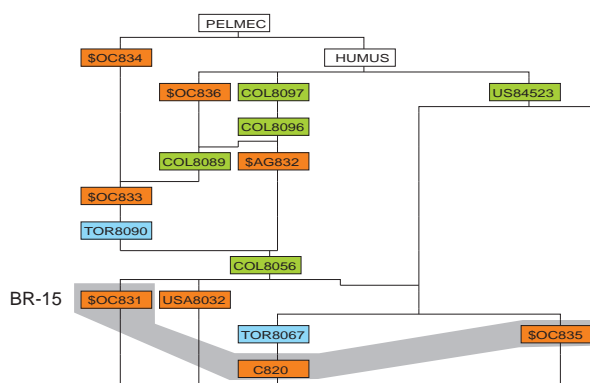 PELMEC
$OC834
HUMUS
$OC836
COL8097
US84523
COL8096
COL8089
$AG832
$OC833
TOR8090
COL8056
BR-15
$OC831
USA8032
TOR8067
$OC835
C820